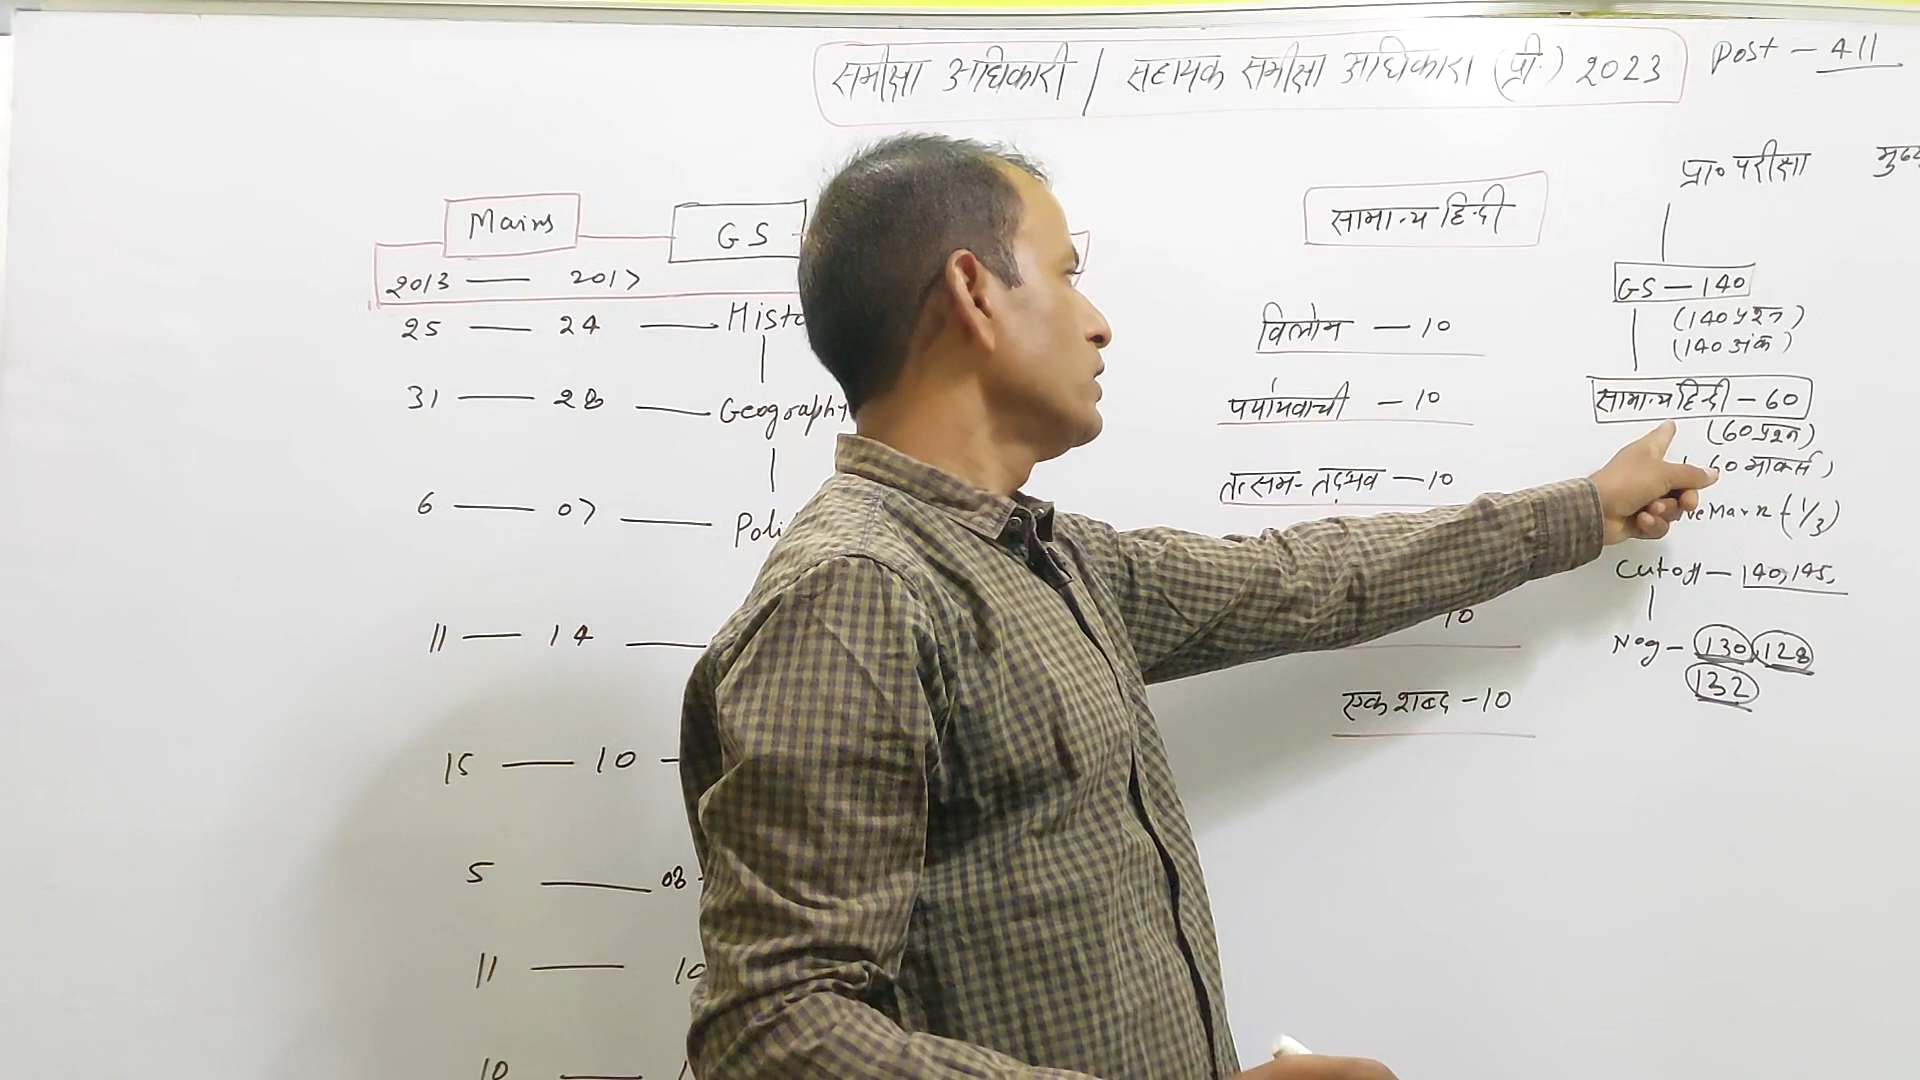 समीक्षा अधिकारी / सहायक समीक्षा अधिकारी (प्री.) 2023
Post - 411
Mains GS
2013 — 2017
25 — 24 — Histo
31 — 28 — Geography
6 — 07 — Poli
11 — 14 —
15 — 10 -
5 — 08 -
11 — 10
10 — 1
सामान्य हिन्दी
विलोम - 10
पर्यायवाची - 10
तत्सम - तद्भव - 10
10
एक शब्द - 10
प्रा० परीक्षा
मुख्य
GS - 140
(140 प्रश्न)
(140 अंक)
सामान्य हिन्दी - 60
(60 प्रश्न)
60 मार्क्स)
(-1/3)
Cutoff - 140, 145,
130, 128
132